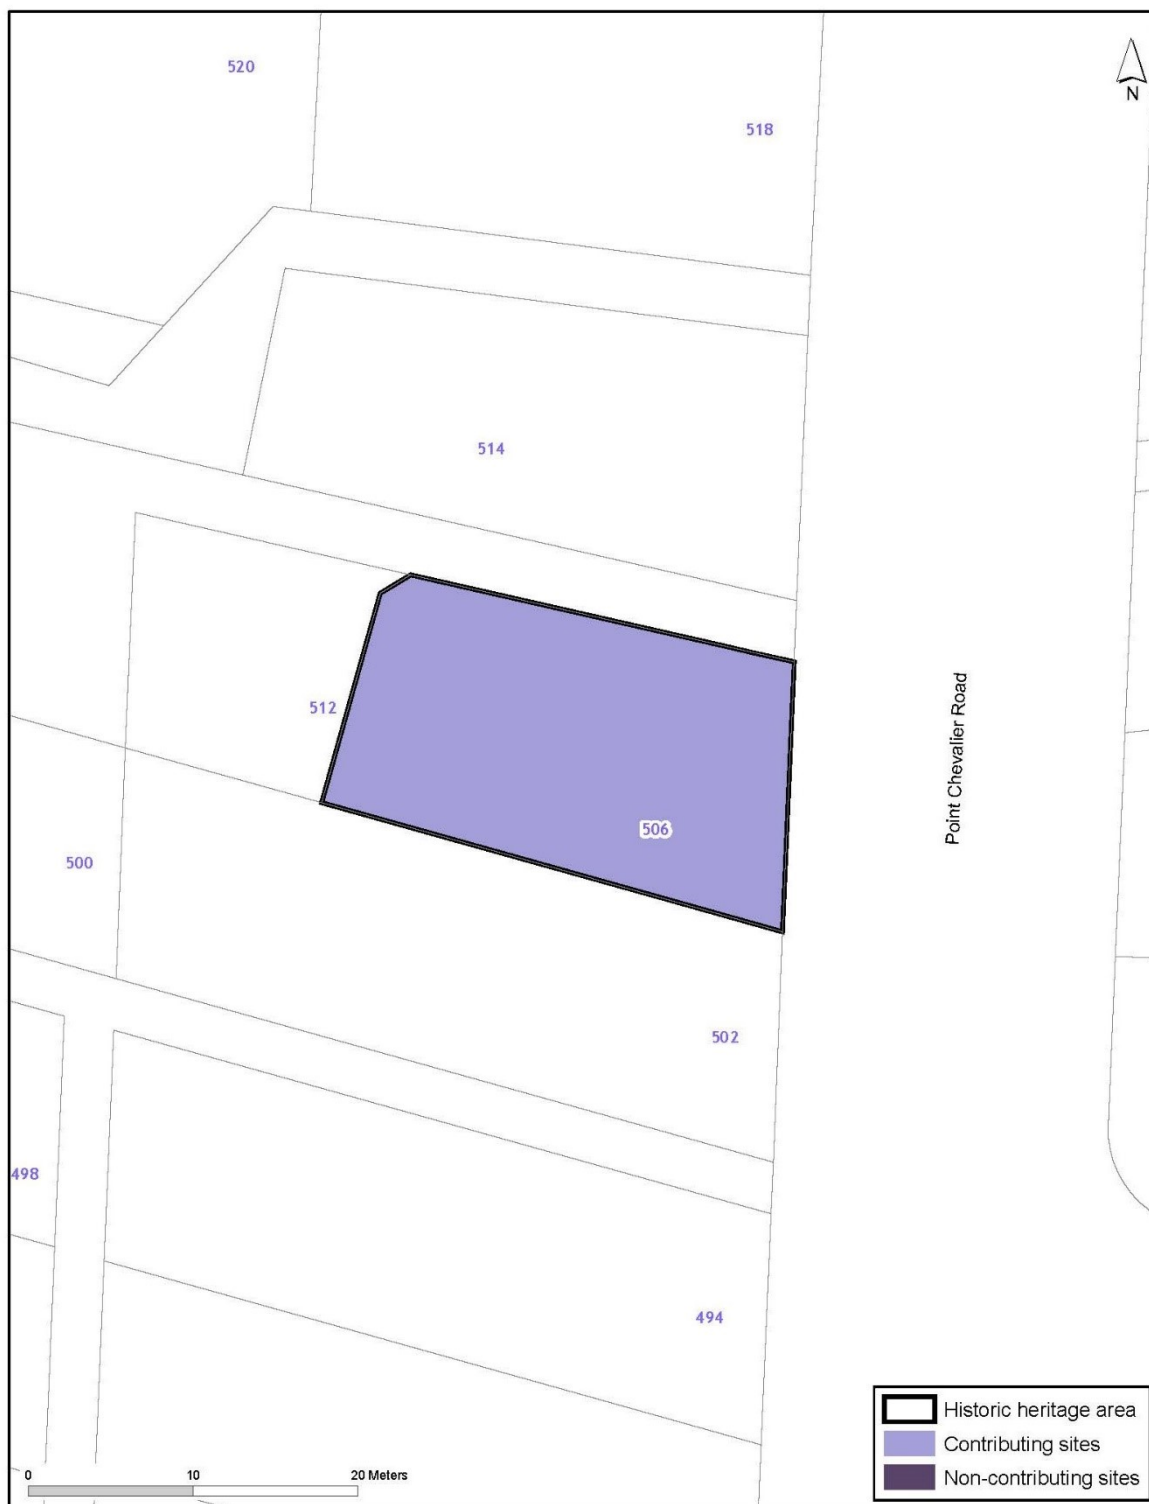 520
518
N
514
512
Point Chevalier Road
506
500
502
498
494
Historic heritage area
Contributing sites
Non-contributing sites
0 10 20 Meters